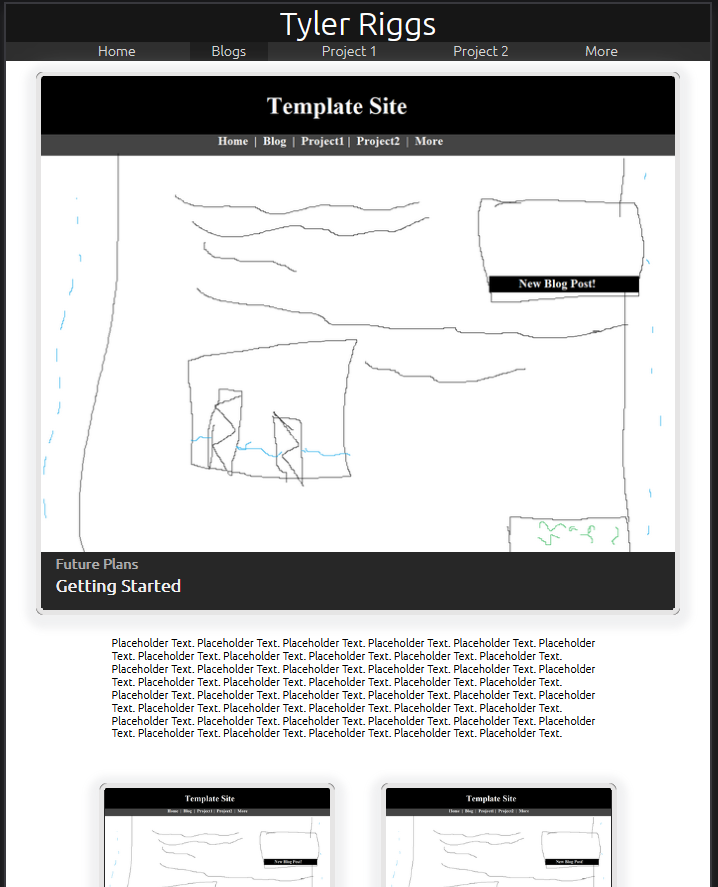 Tyler Riggs
Home Blogs Project 1 Project 2 More
Template Site
Home | Blog | Project1 | Project2 | More
New Blog Post!
Future Plans
Getting Started
Placeholder Text. Placeholder Text. Placeholder Text. Placeholder Text. Placeholder Text. Placeholder
Text. Placeholder Text. Placeholder Text. Placeholder Text. Placeholder Text. Placeholder Text.
Placeholder Text. Placeholder Text. Placeholder Text. Placeholder Text. Placeholder Text. Placeholder
Text. Placeholder Text. Placeholder Text. Placeholder Text. Placeholder Text. Placeholder Text.
Placeholder Text. Placeholder Text. Placeholder Text. Placeholder Text. Placeholder Text. Placeholder
Text. Placeholder Text. Placeholder Text. Placeholder Text. Placeholder Text. Placeholder Text.
Placeholder Text. Placeholder Text. Placeholder Text. Placeholder Text. Placeholder Text. Placeholder
Text. Placeholder Text. Placeholder Text. Placeholder Text. Placeholder Text. Placeholder Text.
Template Site
Home | Blog | Project1 | Project2 | More
New Blog Post!
Template Site
Home | Blog | Project1 | Project2 | More
New Blog Post!